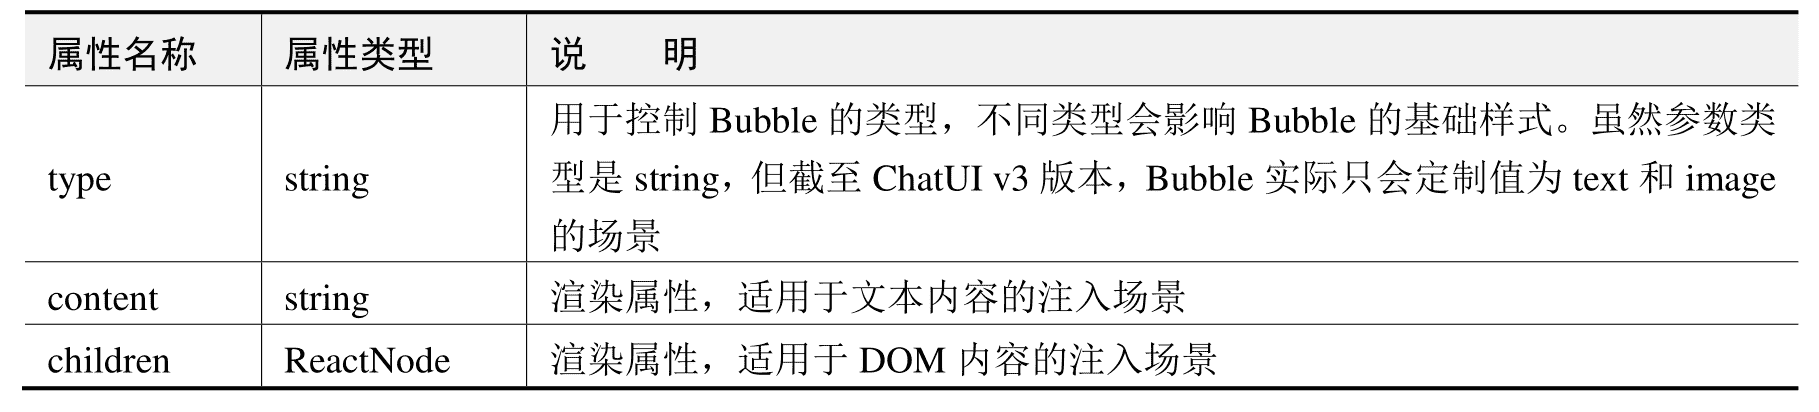 属性名称 属性类型 说 明
用于控制 Bubble 的类型，不同类型会影响 Bubble 的基础样式。虽然参数类
type string 型是 string，但截至 ChatUI v3 版本，Bubble 实际只会定制值为 text 和 image
的场景
content string 渲染属性，适用于文本内容的注入场景
children ReactNode 渲染属性，适用于 DOM 内容的注入场景